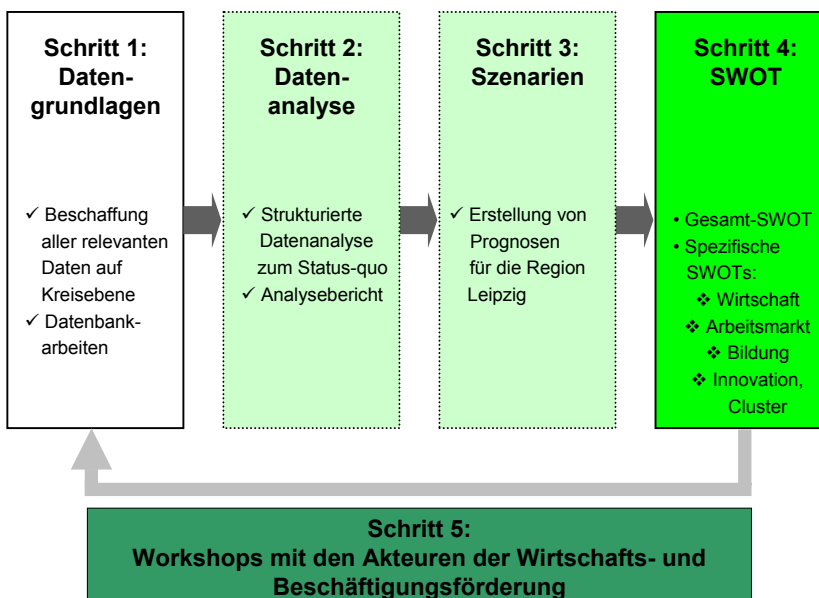 Schritt 1:
Daten-
grundlagen
✓ Beschaffung
aller relevanten
Daten auf
Kreisebene
✓ Datenbank-
arbeiten
Schritt 2:
Daten-
analyse
✓ Strukturierte
Datenanalyse
zum Status-quo
✓ Analysebericht
Schritt 3:
Szenarien
✓ Erstellung von
Prognosen
für die Region
Leipzig
Schritt 4:
SWOT
• Gesamt-SWOT
• Spezifische
SWOTs:
❖ Wirtschaft
❖ Arbeitsmarkt
❖ Bildung
❖ Innovation,
Cluster
Schritt 5:
Workshops mit den Akteuren der Wirtschafts- und
Beschäftigungsförderung